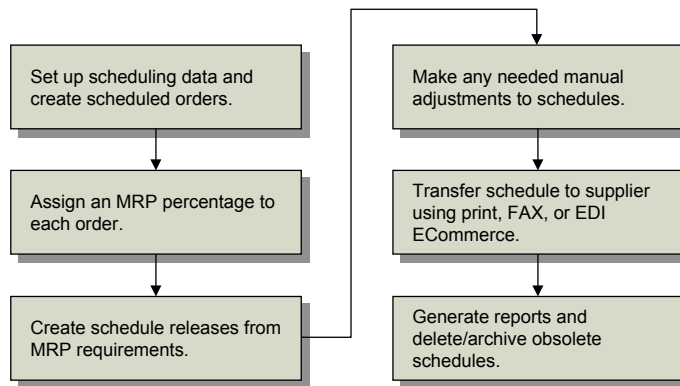 Set up scheduling data and
create scheduled orders.
Assign an MRP percentage to
each order.
Create schedule releases from
MRP requirements.
Make any needed manual
adjustments to schedules.
Transfer schedule to supplier
using print, FAX, or EDI
ECommerce.
Generate reports and
delete/archive obsolete
schedules.